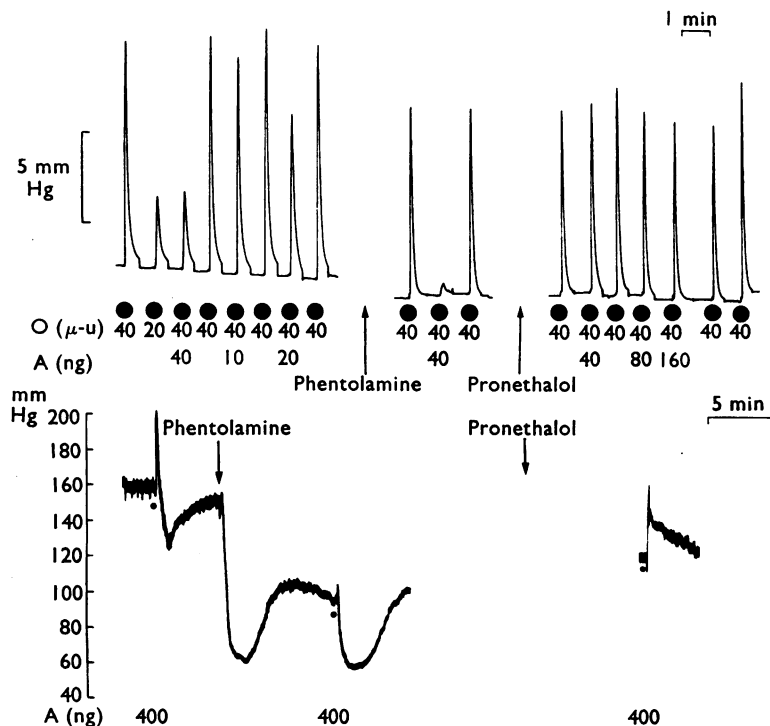 1 min
5 mm
Hg
O (μ-u) 40 20 40 40 40 40 40 40 40 40 40 40 40 40 40 40 40 40
A (ng) 40 10 20 40 40 80 160
Phentolamine Pronethalol
mm
Hg
5 min
Phentolamine Pronethalol
200
180
160
140
120
100
80
60
40
A (ng) 400 400 400